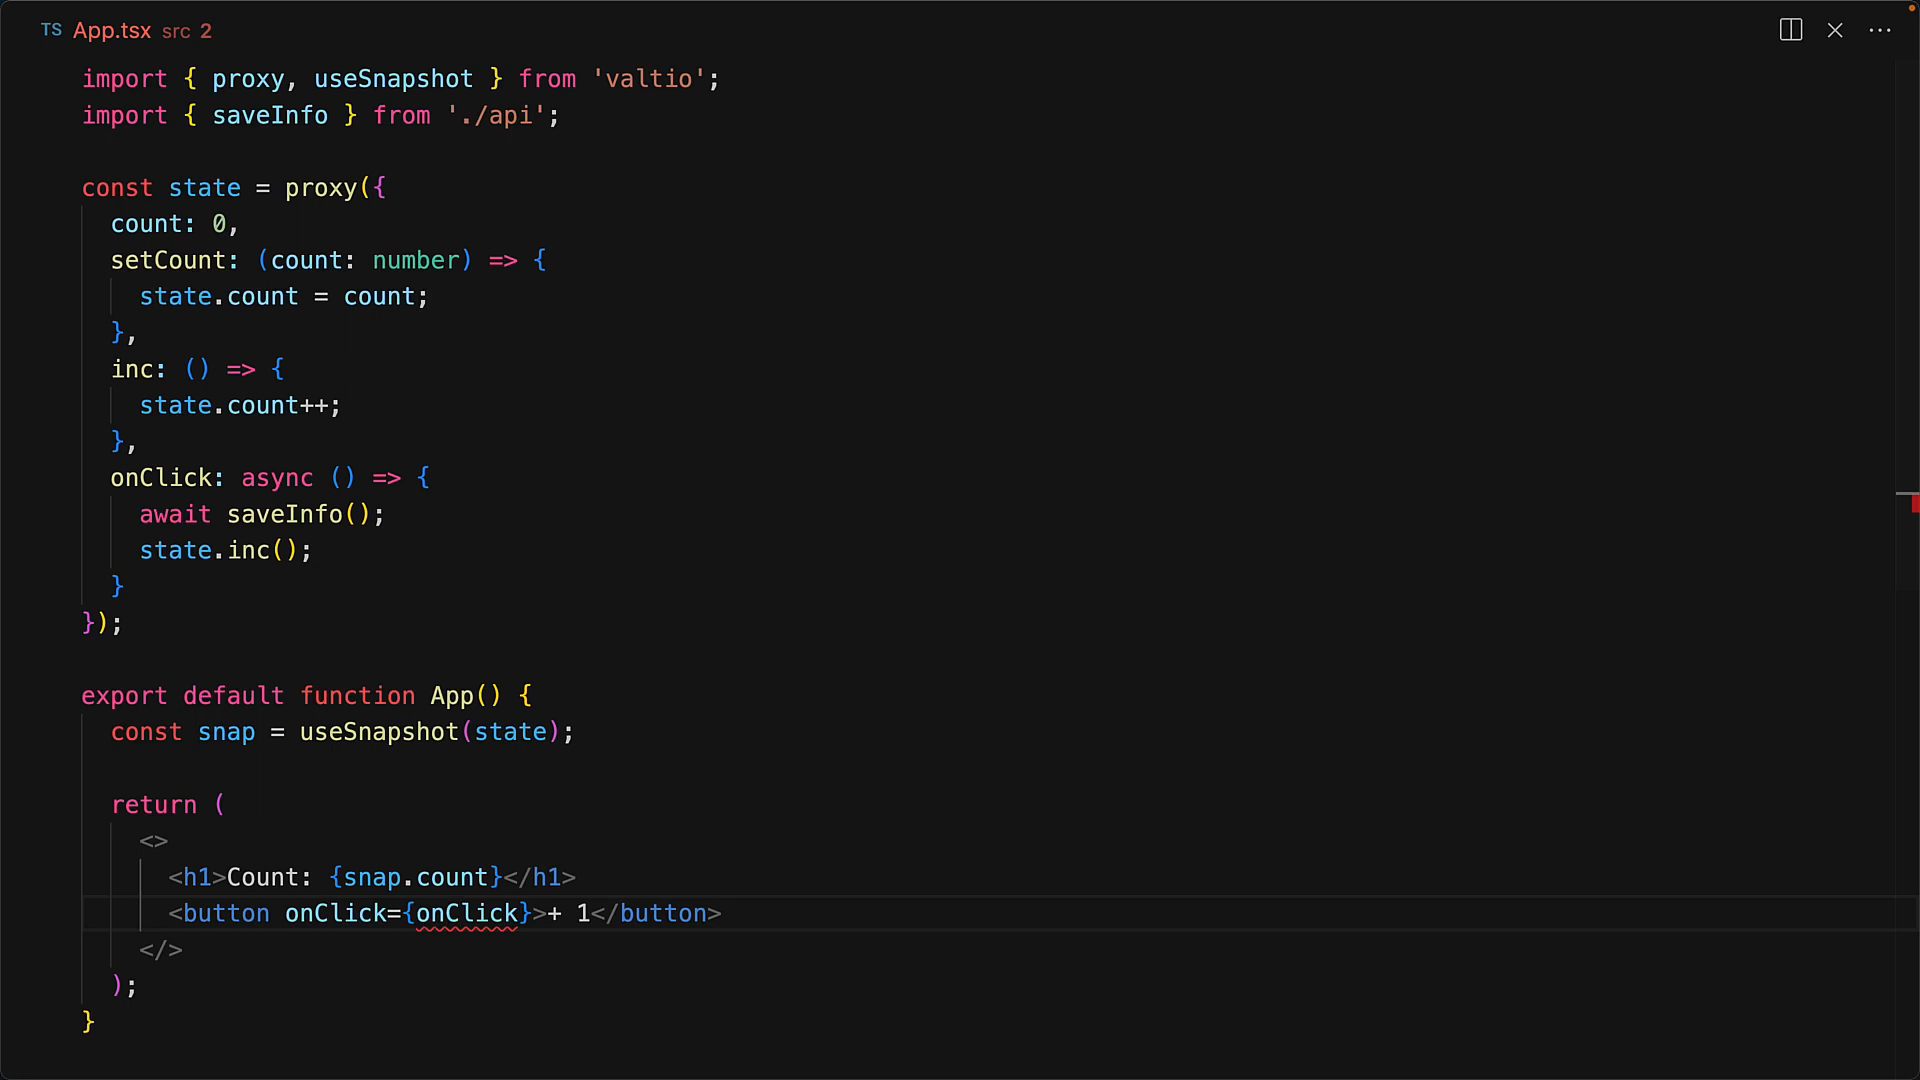 TS App.tsx src 2
import { proxy, useSnapshot } from 'valtio';
import { saveInfo } from './api';
const state = proxy({
  count: 0,
  setCount: (count: number) => {
    state.count = count;
  },
  inc: () => {
    state.count++;
  },
  onClick: async () => {
    await saveInfo();
    state.inc();
  }
});
export default function App() {
  const snap = useSnapshot(state);
  return (
    <>
      <h1>Count: {snap.count}</h1>
      <button onClick={onClick}>+ 1</button>
    </>
  );
}